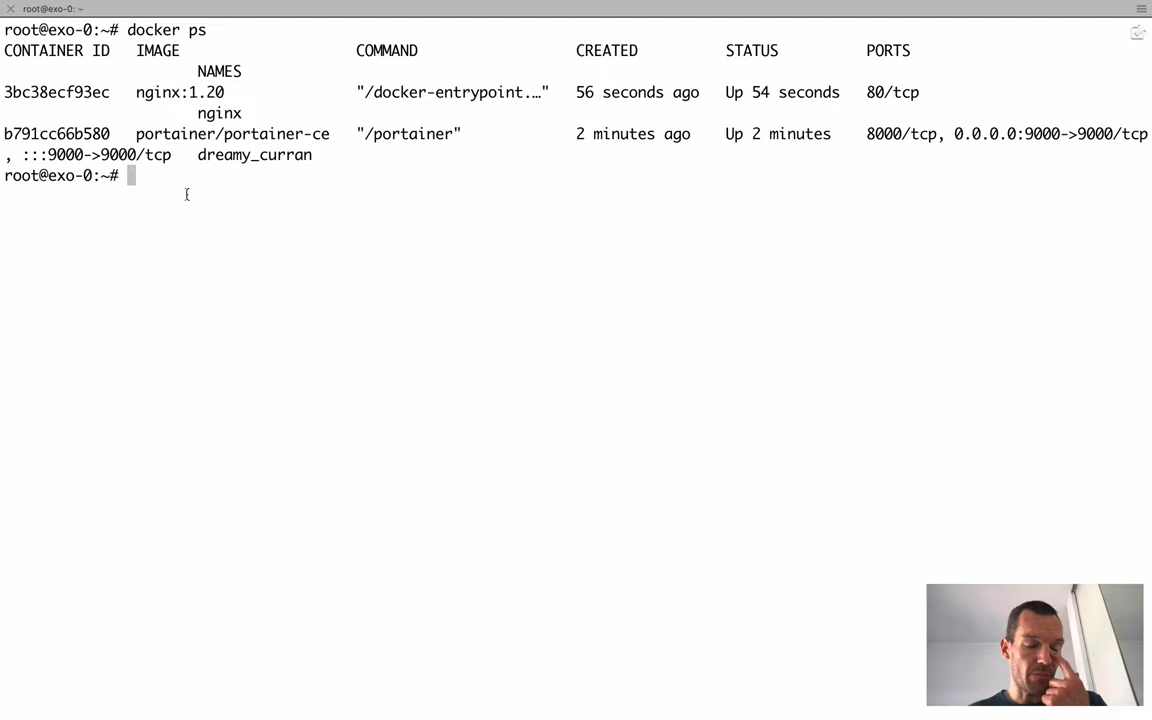 root@exo-0: ~
root@exo-0:~# docker ps
CONTAINER ID   IMAGE                    COMMAND                  CREATED          STATUS          PORTS
                      NAMES
3bc38ecf93ec   nginx:1.20               "/docker-entrypoint.…"   56 seconds ago   Up 54 seconds   80/tcp
                      nginx
b791cc66b580   portainer/portainer-ce   "/portainer"             2 minutes ago    Up 2 minutes    8000/tcp, 0.0.0.0:9000->9000/tcp
, :::9000->9000/tcp   dreamy_curran
root@exo-0:~#